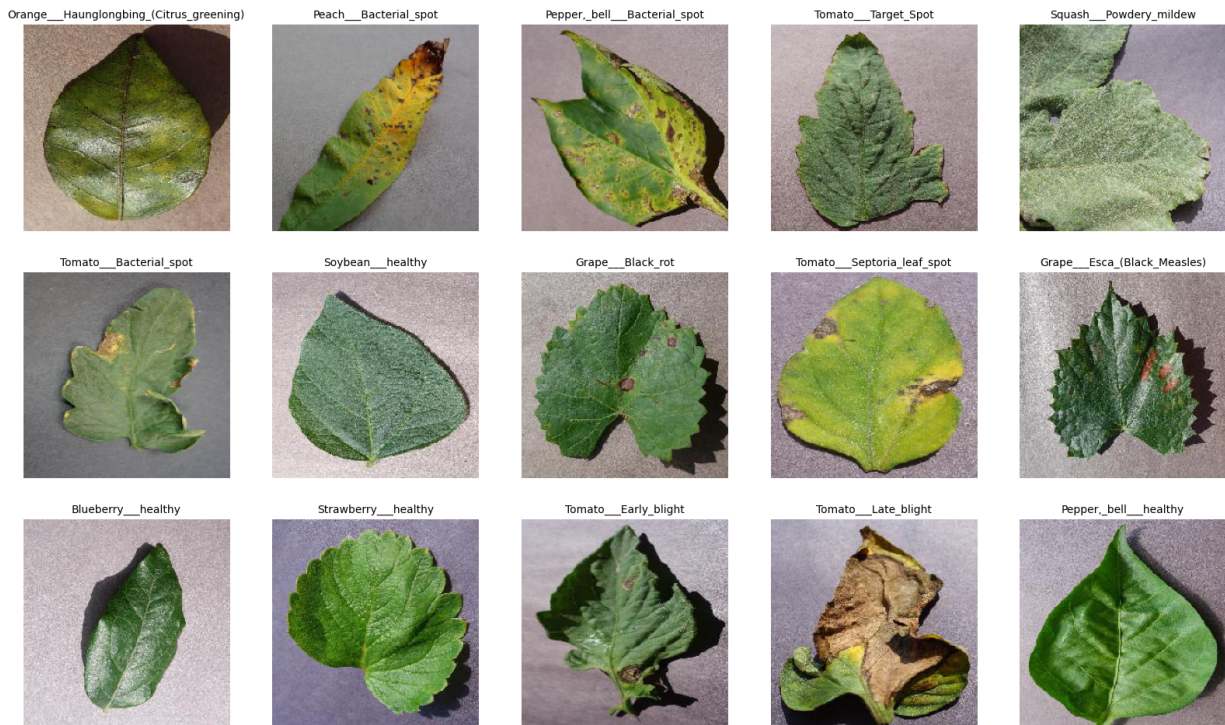 Orange___Haunglongbing_(Citrus_greening)
Peach___Bacterial_spot
Pepper,_bell___Bacterial_spot
Tomato___Target_Spot
Squash___Powdery_mildew
Tomato___Bacterial_spot
Soybean___healthy
Grape___Black_rot
Tomato___Septoria_leaf_spot
Grape___Esca_(Black_Measles)
Blueberry___healthy
Strawberry___healthy
Tomato___Early_blight
Tomato___Late_blight
Pepper,_bell___healthy